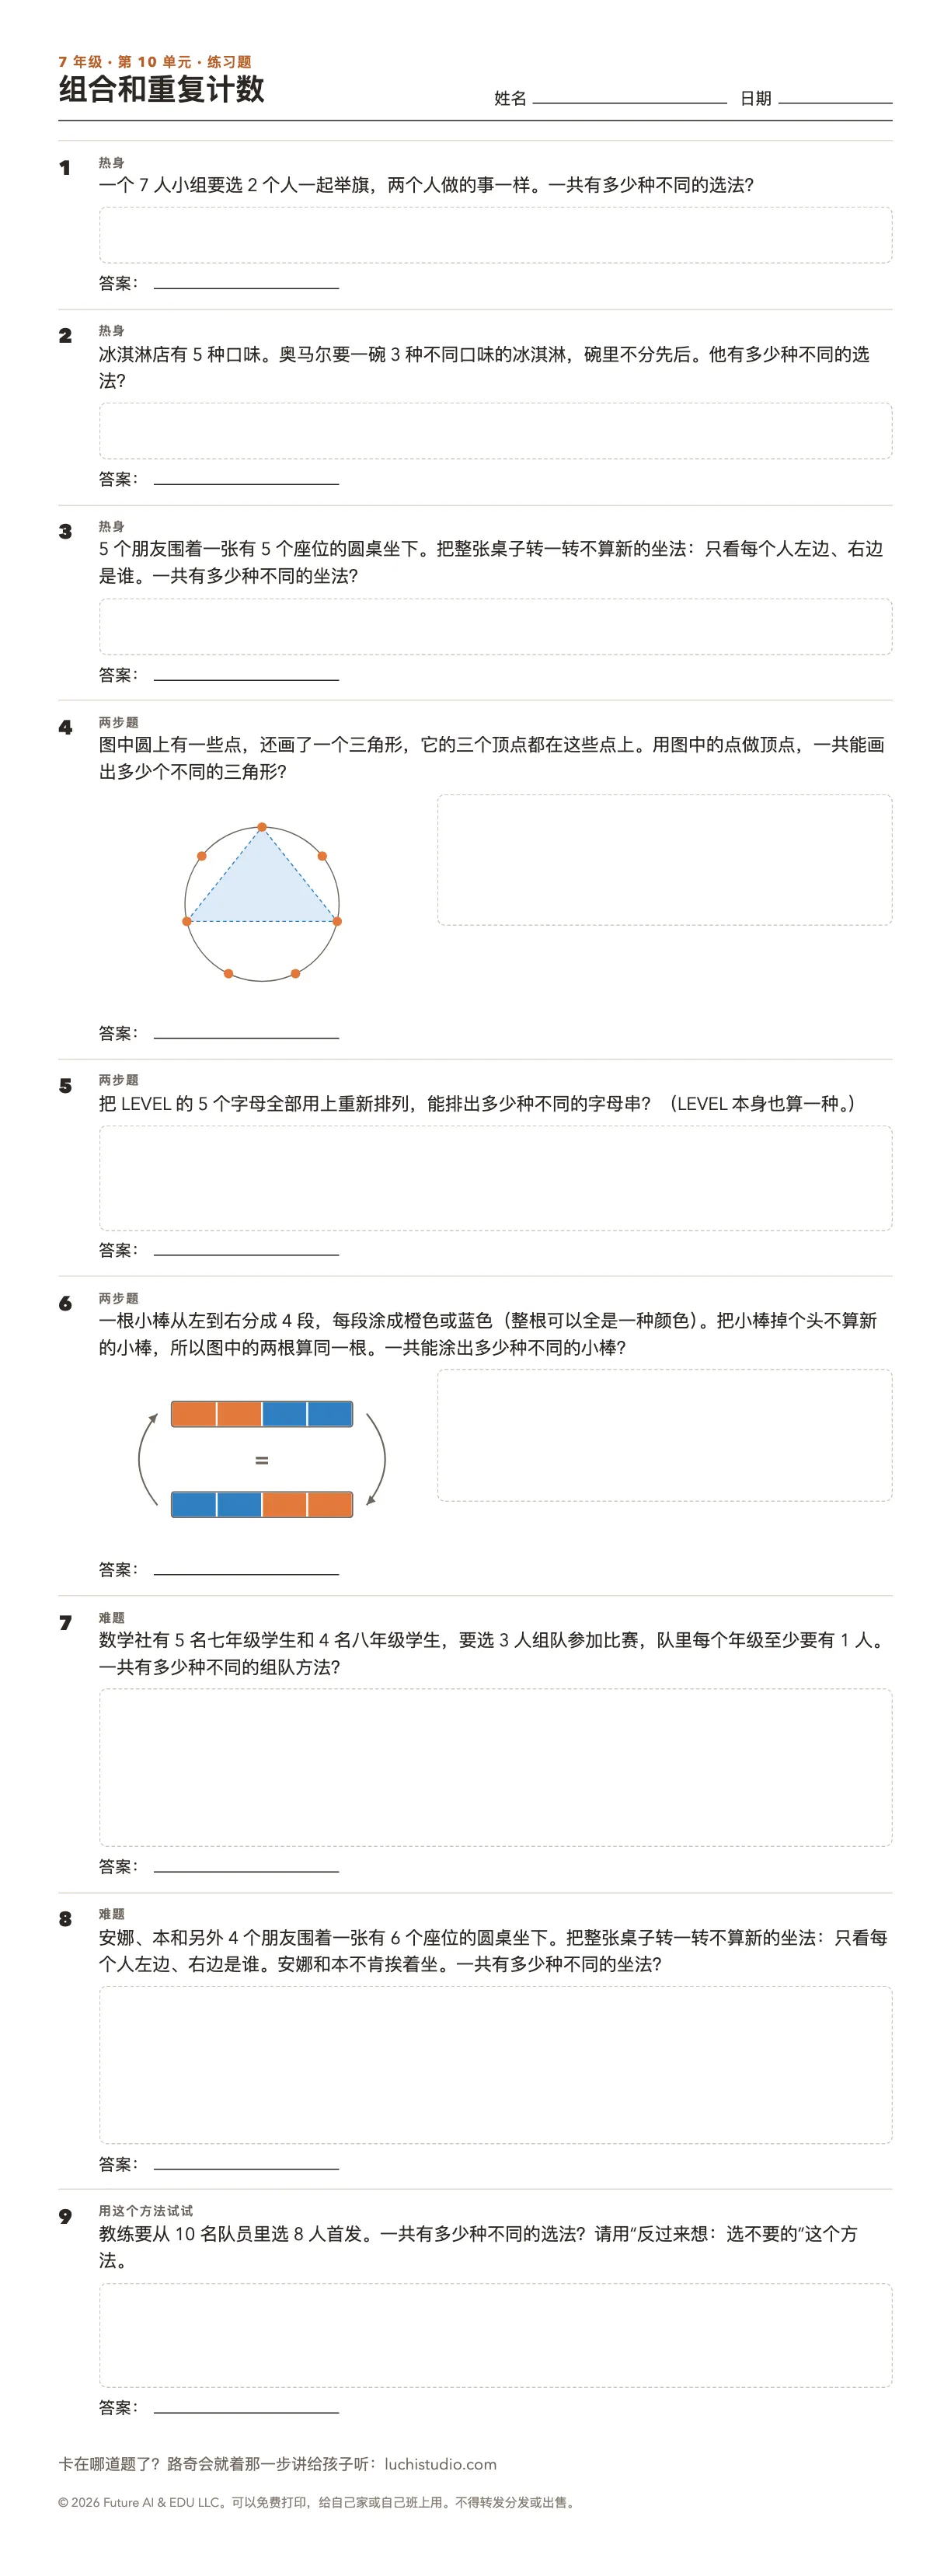 7 年级 · 第 10 单元 · 练习题
组合和重复计数
姓名
日期
1
热身
一个 7 人小组要选 2 个人一起举旗，两个人做的事一样。一共有多少种不同的选法？
答案：
2
热身
冰淇淋店有 5 种口味。奥马尔要一碗 3 种不同口味的冰淇淋，碗里不分先后。他有多少种不同的选
法？
答案：
3
热身
5 个朋友围着一张有 5 个座位的圆桌坐下。把整张桌子转一转不算新的坐法：只看每个人左边、右边
是谁。一共有多少种不同的坐法？
答案：
4
两步题
图中圆上有一些点，还画了一个三角形，它的三个顶点都在这些点上。用图中的点做顶点，一共能画
出多少个不同的三角形？
答案：
5
两步题
把 LEVEL 的 5 个字母全部用上重新排列，能排出多少种不同的字母串？（LEVEL 本身也算一种。）
答案：
6
两步题
一根小棒从左到右分成 4 段，每段涂成橙色或蓝色（整根可以全是一种颜色）。把小棒掉个头不算新
的小棒，所以图中的两根算同一根。一共能涂出多少种不同的小棒？
=
答案：
7
难题
数学社有 5 名七年级学生和 4 名八年级学生，要选 3 人组队参加比赛，队里每个年级至少要有 1 人。
一共有多少种不同的组队方法？
答案：
8
难题
安娜、本和另外 4 个朋友围着一张有 6 个座位的圆桌坐下。把整张桌子转一转不算新的坐法：只看每
个人左边、右边是谁。安娜和本不肯挨着坐。一共有多少种不同的坐法？
答案：
9
用这个方法试试
教练要从 10 名队员里选 8 人首发。一共有多少种不同的选法？请用“反过来想：选不要的”这个方
法。
答案：
卡在哪道题了？路奇会就着那一步讲给孩子听：luchistudio.com
© 2026 Future AI & EDU LLC。可以免费打印，给自己家或自己班上用。不得转发分发或出售。